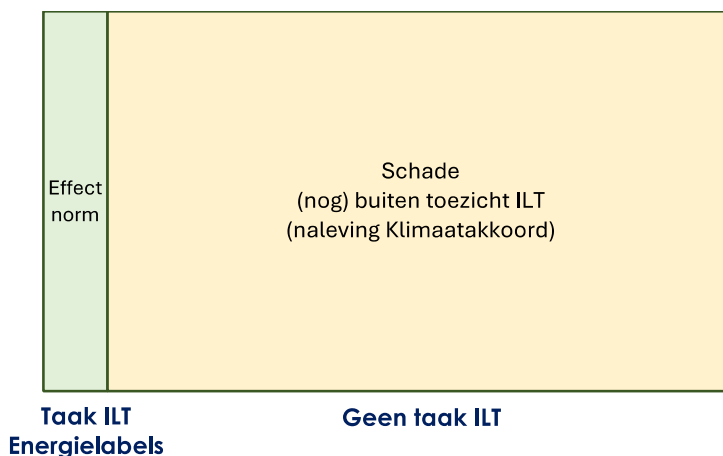 Effect
norm
Schade
(nog) buiten toezicht ILT
(naleving Klimaatakkoord)
Taak ILT
Energielabels
Geen taak ILT